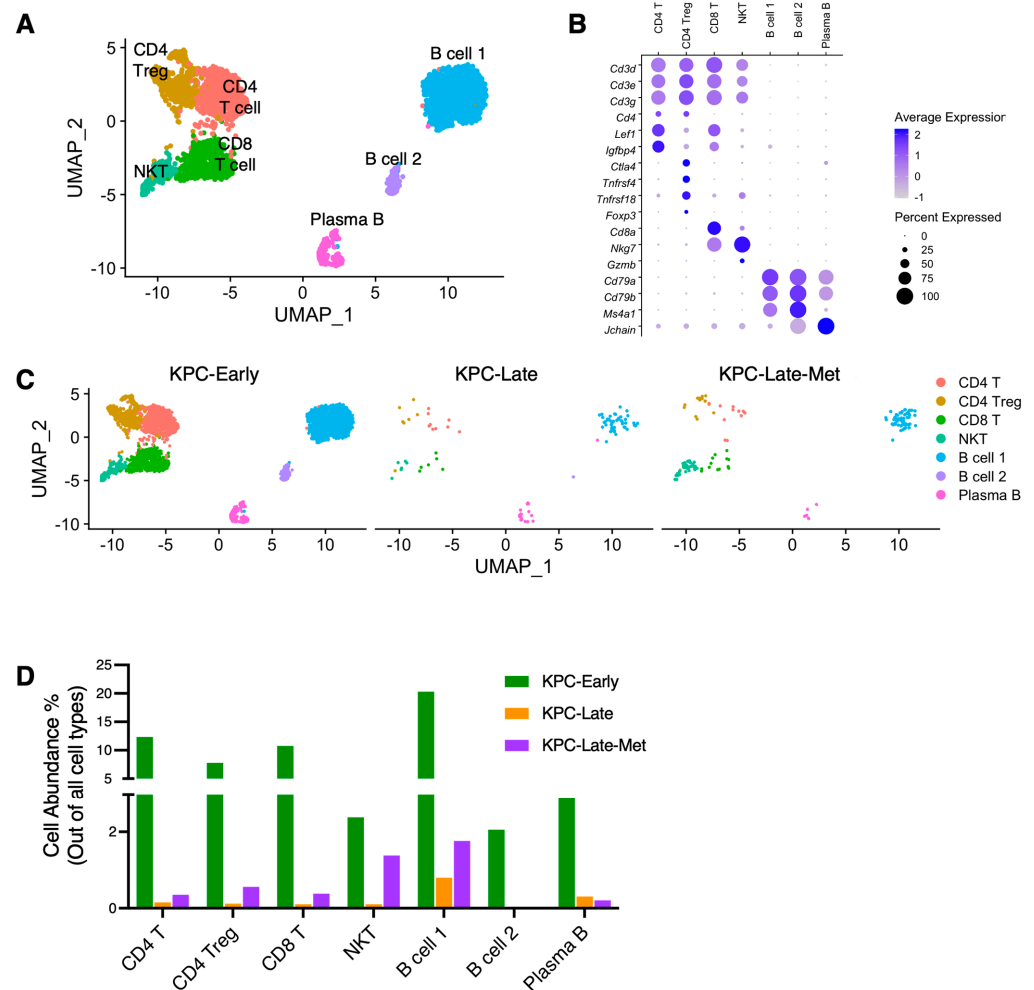 A
5
0
-5
-10
UMAP_2
-10
-5
0
5
10
UMAP_1
CD4
Treg
CD4
T cell
CD8
T cell
NKT
B cell 1
B cell 2
Plasma B
B
CD4 T
CD4 Treg
CD8 T
NKT
B cell 1
B cell 2
Plasma B
Cd3d
Cd3e
Cd3g
Cd4
Lef1
Igfbp4
Ctla4
Tnfrsf4
Tnfrsf18
Foxp3
Cd8a
Nkg7
Gzmb
Cd79a
Cd79b
Ms4a1
Jchain
Average Expression
2
1
0
-1
Percent Expressed
0
25
50
75
100
C
KPC-Early
KPC-Late
KPC-Late-Met
5
0
-5
-10
UMAP_2
-10
-5
0
5
10
-10
-5
0
5
10
-10
-5
0
5
10
UMAP_1
CD4 T
CD4 Treg
CD8 T
NKT
B cell 1
B cell 2
Plasma B
D
Cell Abundance %
(Out of all cell types)
25
20
15
10
5
2
0
KPC-Early
KPC-Late
KPC-Late-Met
CD4 T
CD4 Treg
CD8 T
NKT
B cell 1
B cell 2
Plasma B